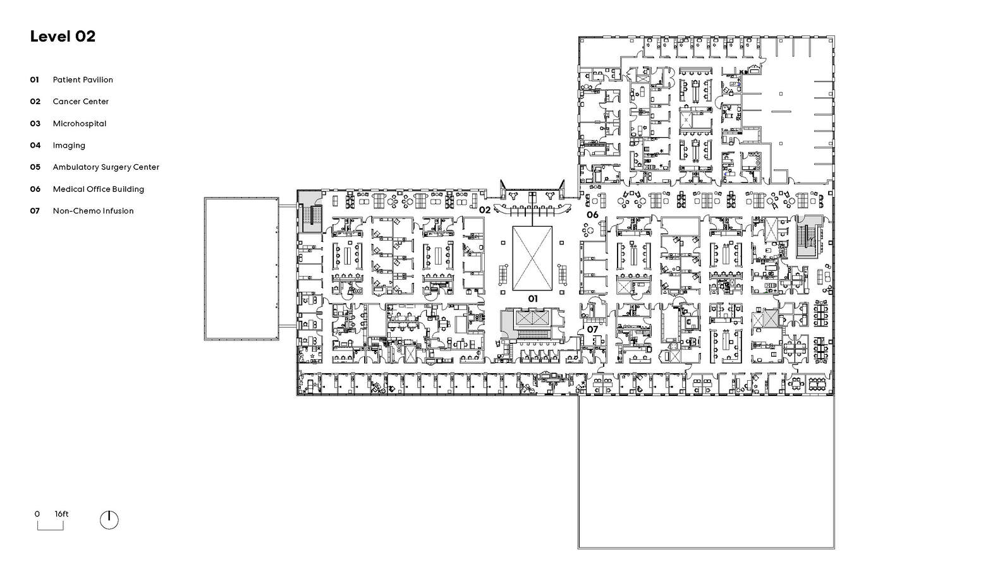 Level 02
01 Patient Pavilion
02 Cancer Center
03 Microhospital
04 Imaging
05 Ambulatory Surgery Center
06 Medical Office Building
07 Non-Chemo Infusion
02
06
01
07
0 16ft